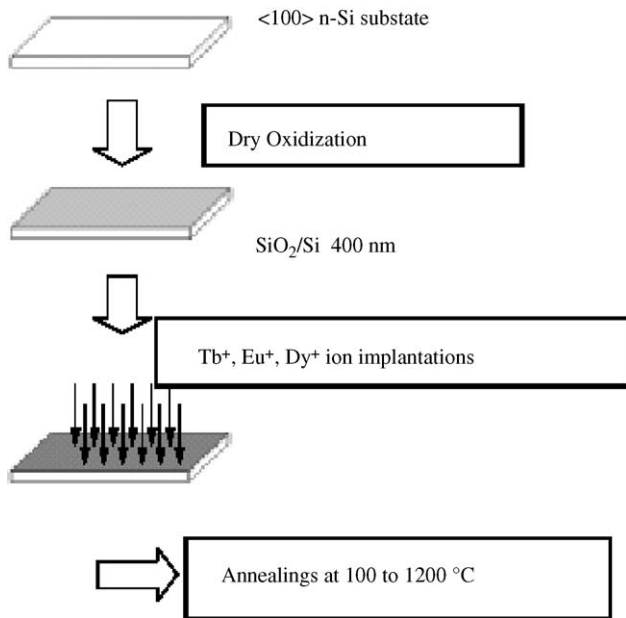 <100> n-Si substate
Dry Oxidization
SiO₂/Si 400 nm
Tb⁺, Eu⁺, Dy⁺ ion implantations
Annealings at 100 to 1200 °C